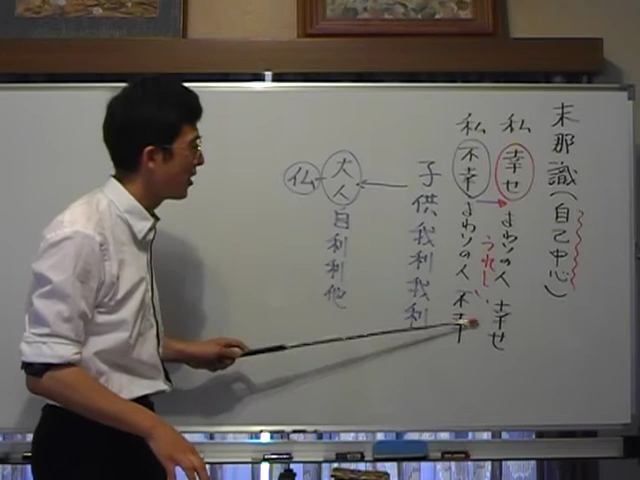 末那識(自己中心)
私 幸せ まわりの人 幸せ
うれしい
私 不幸 まわりの人 不幸
子供 我利我利
大人 自利利他
仏